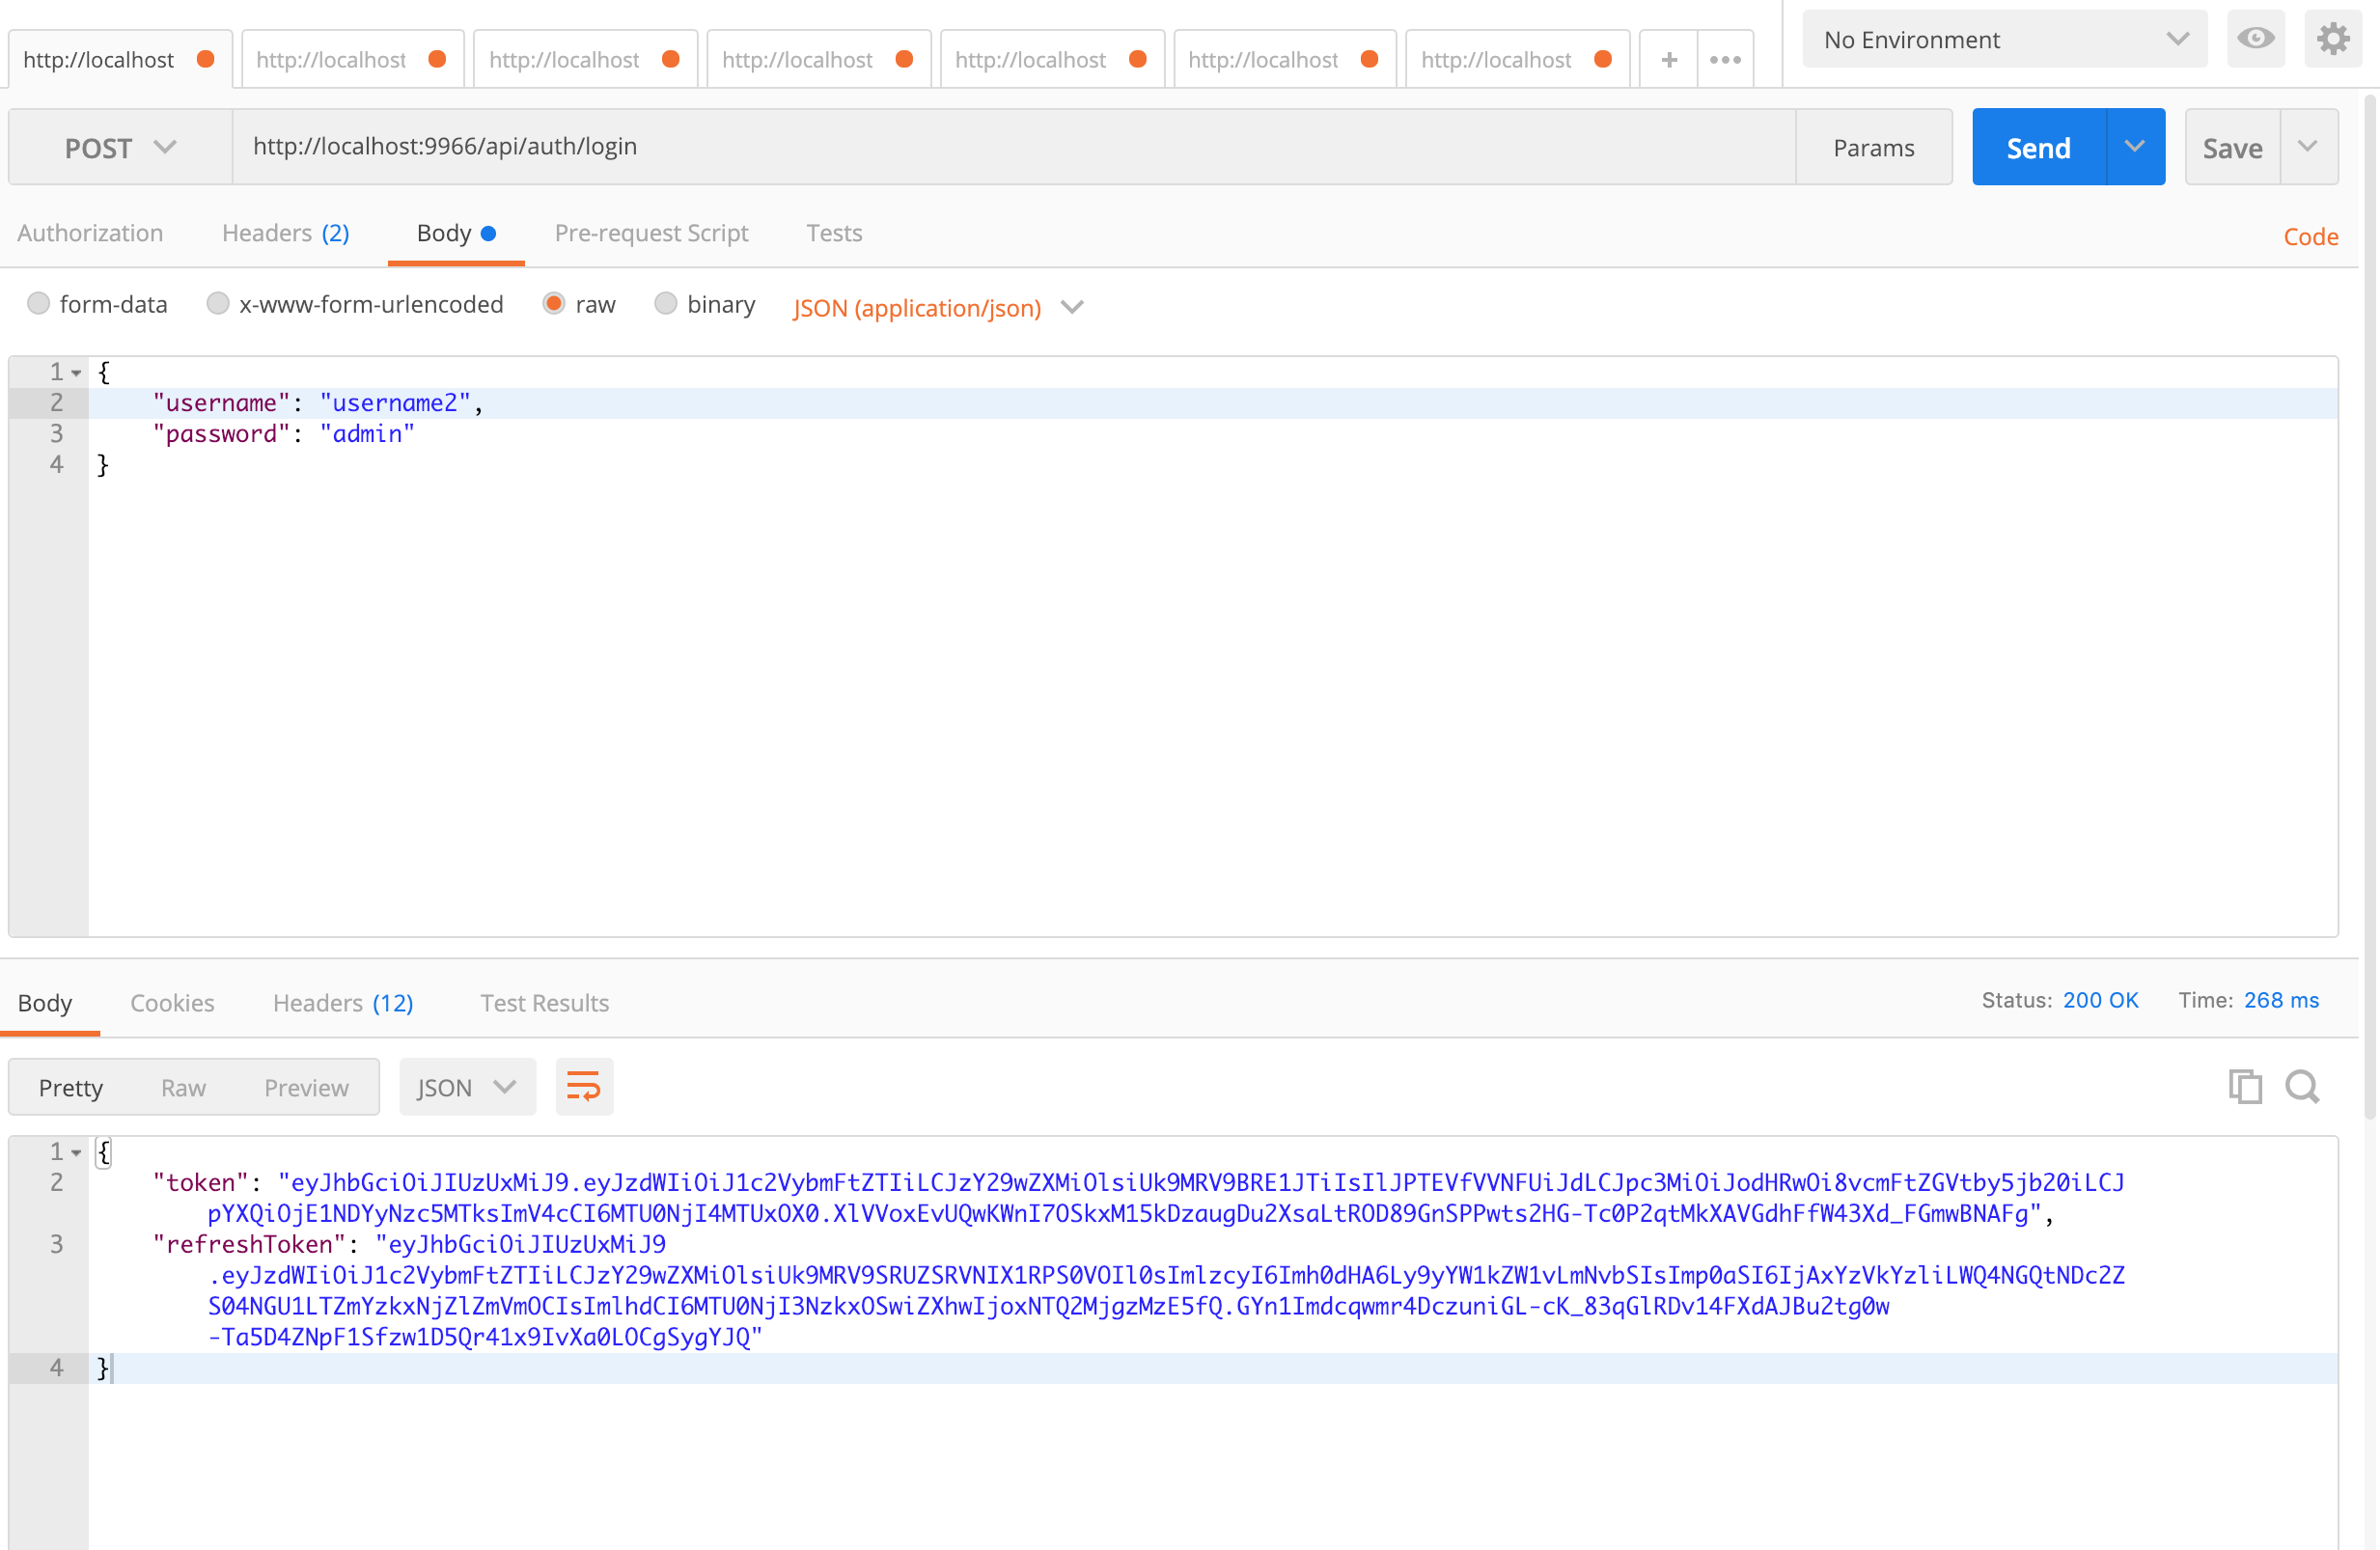 http://localhost http://localhost http://localhost http://localhost http://localhost http://localhost http://localhost + ••• No Environment
POST http://localhost:9966/api/auth/login Params Send Save
Authorization Headers (2) Body Pre-request Script Tests Code
form-data x-www-form-urlencoded raw binary JSON (application/json)
1 {
2 "username": "username2",
3 "password": "admin"
4 }
Body Cookies Headers (12) Test Results Status: 200 OK Time: 268 ms
Pretty Raw Preview JSON
1 {
2 "token": "eyJhbGciOiJIUzUxMiJ9.eyJzdWIiOiJ1c2VybmFtZTIiLCJzY29wZXMiOlsiUk9MRV9BRE1JTiIsIlJPTEVfVVNFUiJdLCJpc3MiOiJodHRwOi8vcmFtZGVtby5jb20iLCJ
pYXQiOjE1NDYyNzc5MTksImV4cCI6MTU0NjI4MTUxOX0.XlVVoxEvUQwKWnI7OSkxM15kDzaugDu2XsaLtROD89GnSPPwts2HG-Tc0P2qtMkXAVGdhFfW43Xd_FGmwBNAFg",
3 "refreshToken": "eyJhbGciOiJIUzUxMiJ9
.eyJzdWIiOiJ1c2VybmFtZTIiLCJzY29wZXMiOlsiUk9MRV9SRUZSRVNIX1RPS0VOIl0sImlzcyI6Imh0dHA6Ly9yYW1kZW1vLmNvbSIsImp0aSI6IjAxYzVkYzliLWQ4NGQtNDc2Z
S04NGU1LTZmYzkxNjZlZmVmOCIsImlhdCI6MTU0NjI3NzkxOSwiZXhwIjoxNTQ2MjgzMzE5fQ.GYn1Imdcqwmr4DczuniGL-cK_83qGlRDv14FXdAJBu2tg0w
-Ta5D4ZNpF1Sfzw1D5Qr41x9IvXa0LOCgSygYJQ"
4 }